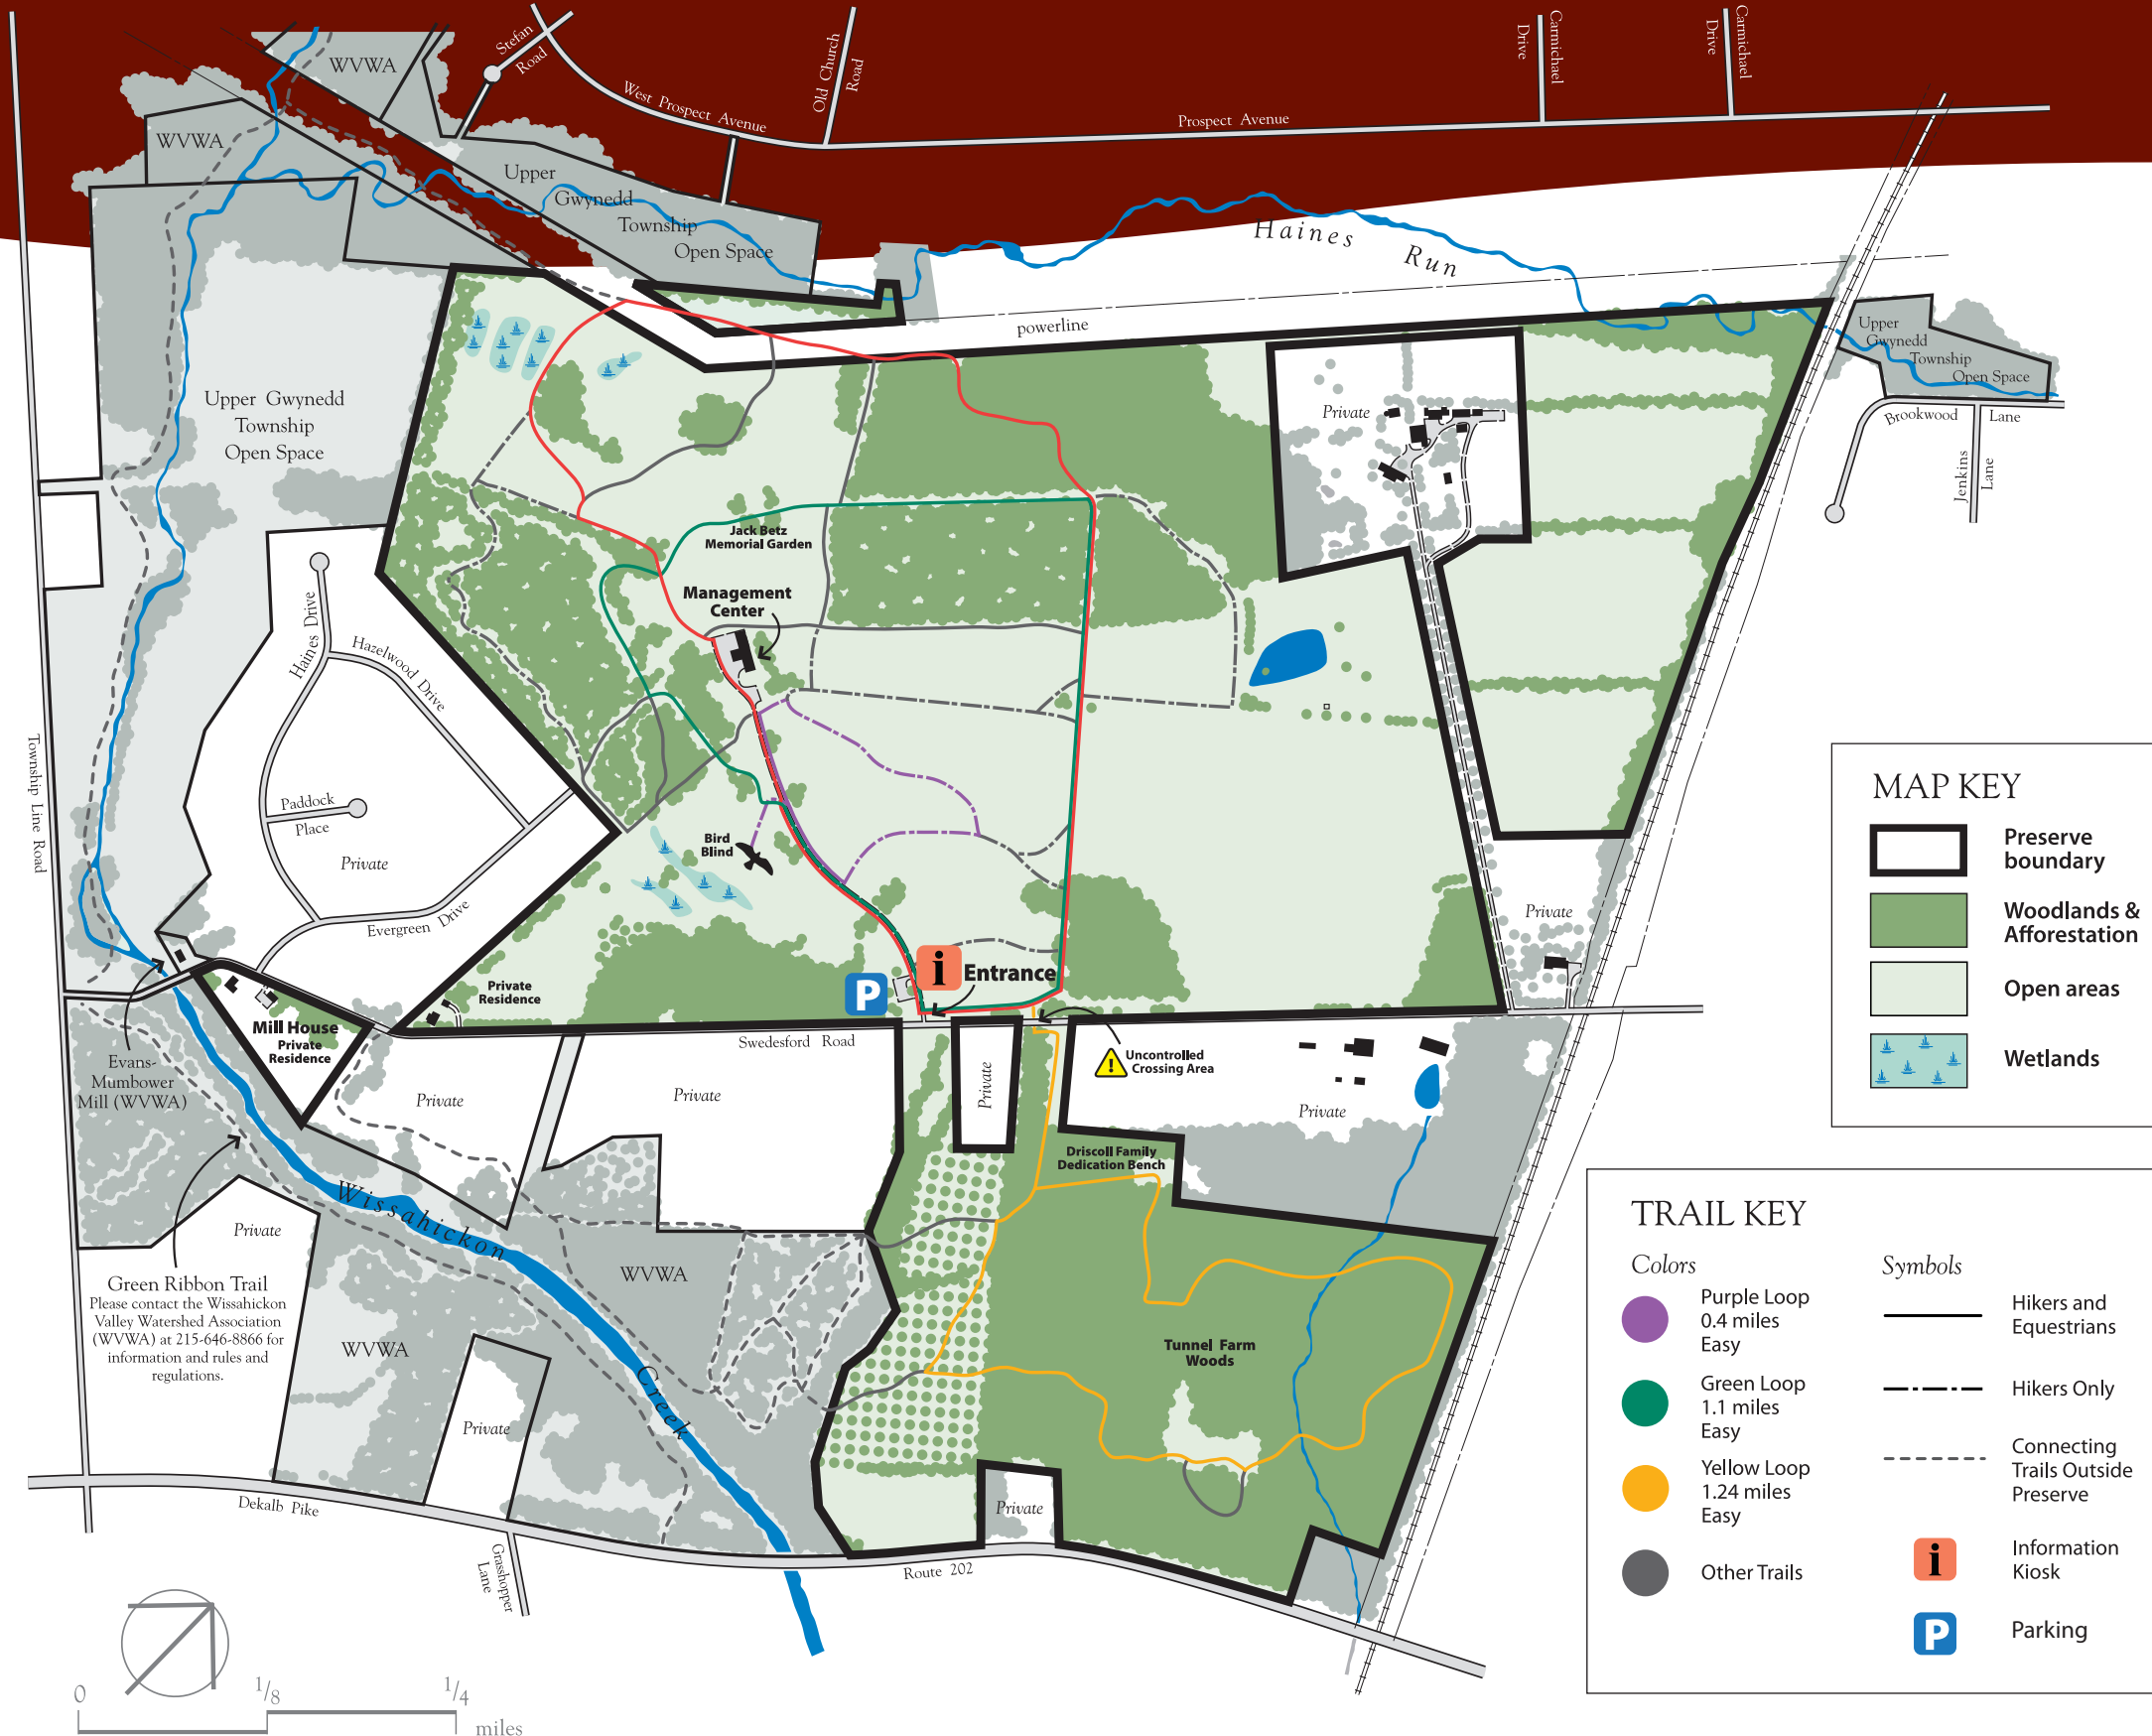 Stefan
Road
WVWA
WVWA
West Prospect Avenue
Old Church
Road
Prospect Avenue
Carmichael
Drive
Carmichael
Drive
Upper
Gwynedd
Township
Open Space
Haines
Run
powerline
Upper
Gwynedd
Township
Open Space
Brookwood
Lane
Jenkins
Lane
Upper Gwynedd
Township
Open Space
Private
Jack Betz
Memorial Garden
Management
Center
Haines Drive
Hazelwood Drive
Paddock
Place
Private
Evergreen Drive
Township Line Road
Bird
Blind
Private
P
i
Entrance
Private
Residence
Mill House
Private
Residence
Evans-
Mumbower
Mill (WVWA)
Swedesford Road
Uncontrolled
Crossing Area
!
Private
Private
Private
Private
Driscoll Family
Dedication Bench
Wissahickon
Creek
Private
WVWA
Green Ribbon Trail
Please contact the Wissahickon
Valley Watershed Association
(WVWA) at 215-646-8866 for
information and rules and
regulations.
WVWA
Private
Tunnel Farm
Woods
Private
Dekalb Pike
Grasshopper
Lane
Route 202
0
1/8
1/4
miles
MAP KEY
Preserve
boundary
Woodlands &
Afforestation
Open areas
Wetlands
TRAIL KEY
Colors
Purple Loop
0.4 miles
Easy
Green Loop
1.1 miles
Easy
Yellow Loop
1.24 miles
Easy
Other Trails
Symbols
Hikers and
Equestrians
Hikers Only
Connecting
Trails Outside
Preserve
i
Information
Kiosk
P
Parking